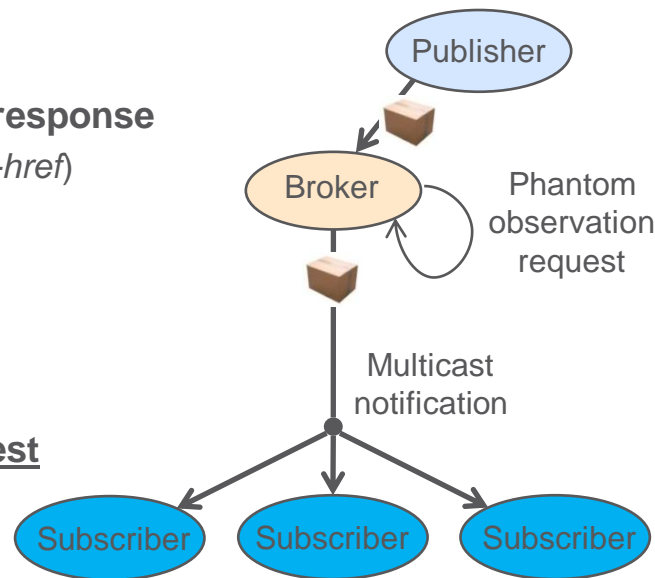 Publisher
response
-href)
Broker
Phantom
observation
request
Multicast
notification
est
Subscriber
Subscriber
Subscriber